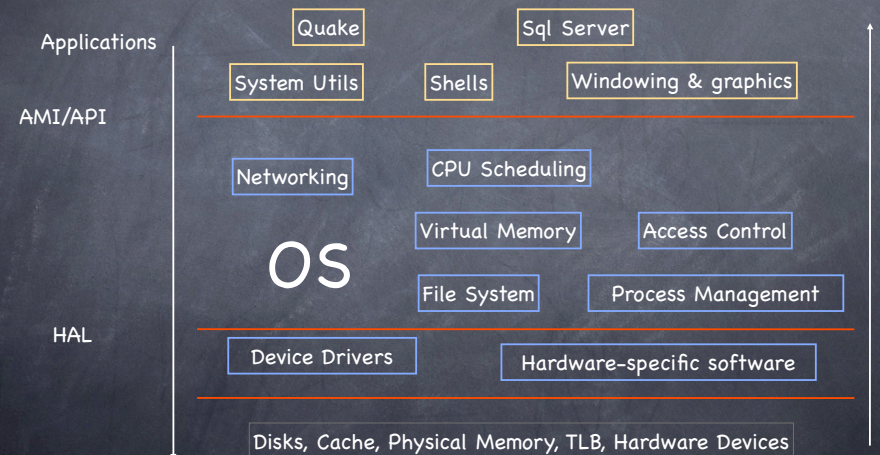 Quake
Sql Server
Applications
System Utils
Shells
Windowing & graphics
AMI/API
Networking
CPU Scheduling
Virtual Memory
Access Control
OS
File System
Process Management
HAL
Device Drivers
Hardware-specific software
Disks, Cache, Physical Memory, TLB, Hardware Devices